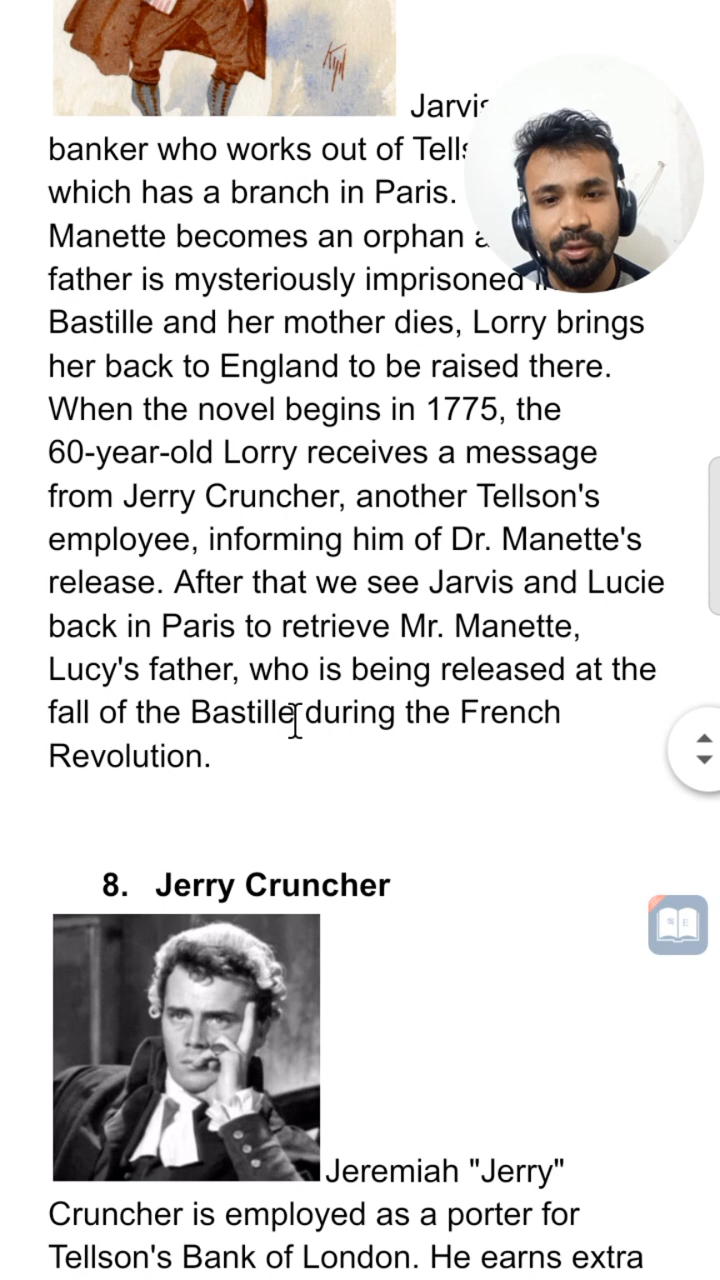 Kyd
Jarvis
banker who works out of Tells
which has a branch in Paris.
Manette becomes an orphan a
father is mysteriously imprisoned
Bastille and her mother dies, Lorry brings
her back to England to be raised there.
When the novel begins in 1775, the
60-year-old Lorry receives a message
from Jerry Cruncher, another Tellson's
employee, informing him of Dr. Manette's
release. After that we see Jarvis and Lucie
back in Paris to retrieve Mr. Manette,
Lucy's father, who is being released at the
fall of the Bastille during the French
Revolution.
8. Jerry Cruncher
Jeremiah "Jerry"
Cruncher is employed as a porter for
Tellson's Bank of London. He earns extra